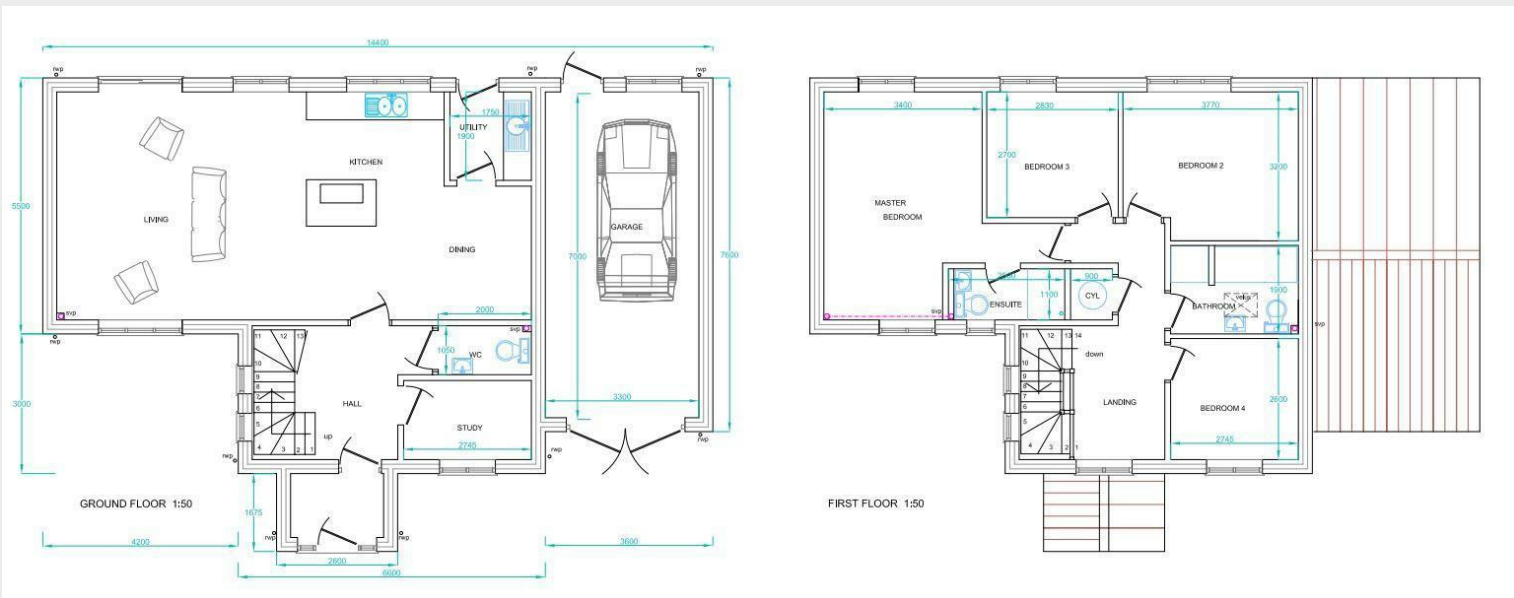 14400
rwp
rwp
rwp
1750
UTILITY
1900
KITCHEN
5500
LIVING
GARAGE
DINING
7000
7600
svp
2000
svp
rwp
11 12 13
10
9
8
7
6
5
4 3 2 1
up
1050
WC
HALL
3000
3300
STUDY
2745
rwp
rwp
rwp
GROUND FLOOR 1:50
1675
rwp
rwp
4200
2600
3600
6600
3400
2830
3770
2700
BEDROOM 3
BEDROOM 2
3200
MASTER
BEDROOM
900
ENSUITE
1100
CYL
svp
1900
BATHROOM
velux
svp
11 12 13 14
10
9
8
7
6
5
4 3 2 1
down
LANDING
BEDROOM 4
2600
2745
FIRST FLOOR 1:50